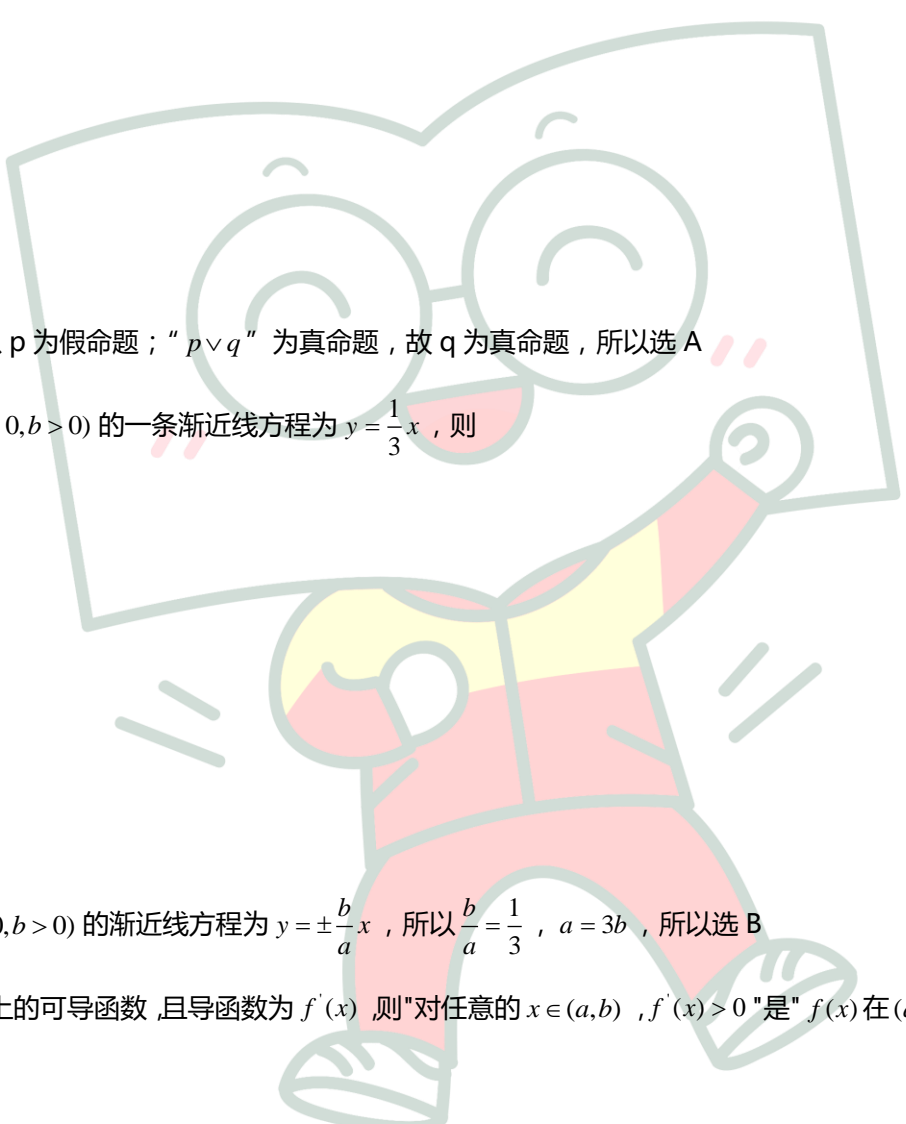 p 为假命题；“ p∨q” 为真命题，故 q 为真命题，所以选 A
0,b > 0) 的一条渐近线方程为 y = 1/3 x ，则
,b > 0) 的渐近线方程为 y = ± b/a x ，所以 b/a = 1/3 ， a = 3b ，所以选 B
上的可导函数 ,且导函数为 f'(x) ,则"对任意的 x∈(a,b) ，f'(x) > 0 "是" f(x) 在 (